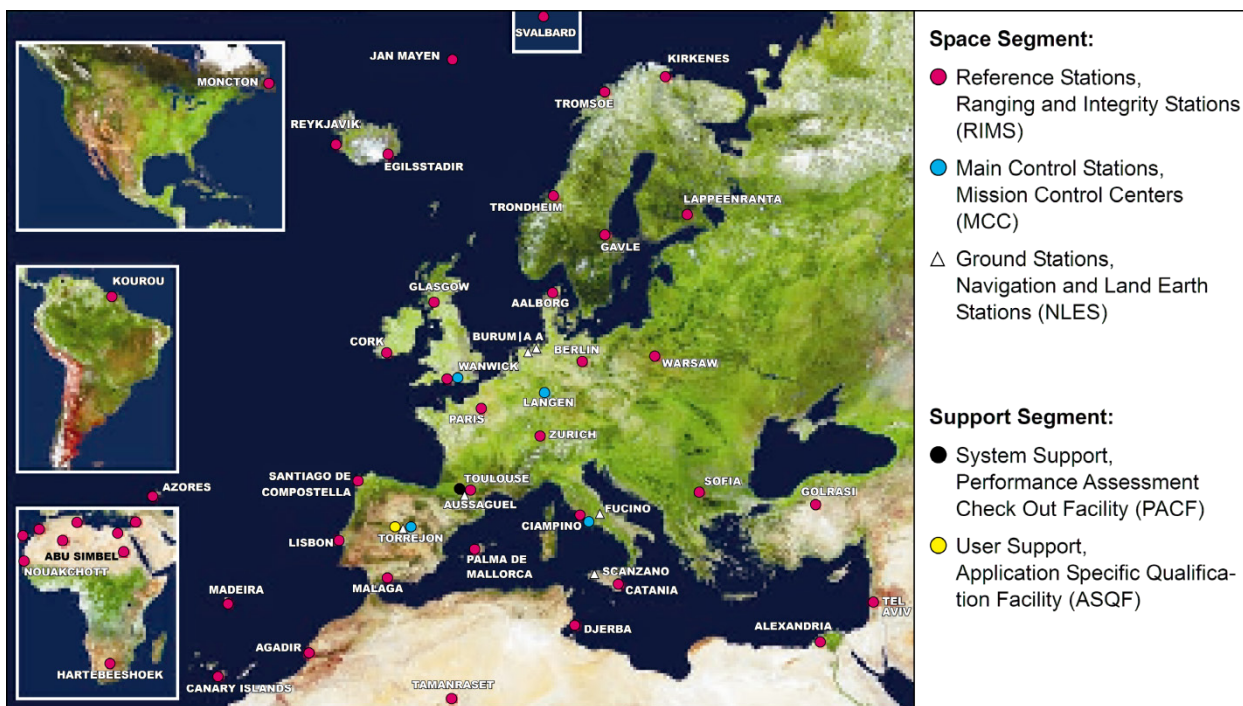 SVALBARD
JAN MAYEN
KIRKENES
MONCTON
TROMSOE
REYKJAVIK
EGILSSTADIR
LAPPEENRANTA
TRONDHEIM
GAVLE
KOUROU
GLASGOW
AALBORG
BURUM|A A
CORK
BERLIN
WARSAW
WANWICK
LANGEN
PARIS
ZURICH
SANTIAGO DE
COMPOSTELLA
TOULOUSE
AZORES
SOFIA
GOLRASII
AUSSAGUEL
FUCINO
CIAMPINO
TORREJON
LISBON
ABU SIMBEL
NOUAKCHOTT
PALMA DE
MALLORCA
SCANZANO
CATANIA
MADEIRA
MALAGA
TEL
AVIV
DJERBA
ALEXANDRIA
AGADIR
HARTEBEESHOEK
CANARY ISLANDS
TAMANRASET
Space Segment:
Reference Stations,
Ranging and Integrity Stations
(RIMS)
Main Control Stations,
Mission Control Centers
(MCC)
Ground Stations,
Navigation and Land Earth
Stations (NLES)
Support Segment:
System Support,
Performance Assessment
Check Out Facility (PACF)
User Support,
Application Specific Qualifica-
tion Facility (ASQF)